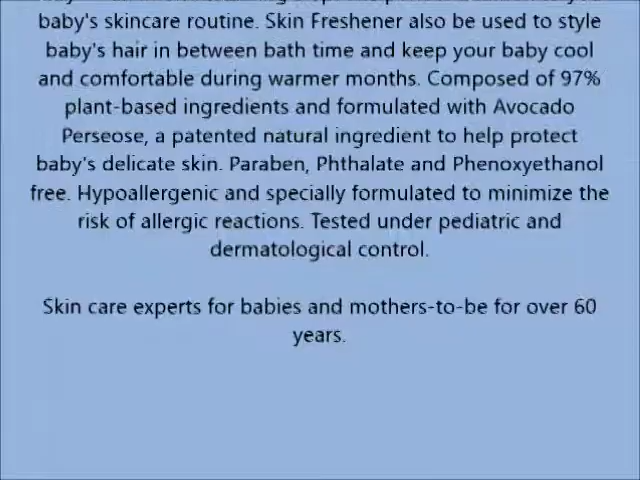 baby's skincare routine. Skin Freshener also be used to style
baby's hair in between bath time and keep your baby cool
and comfortable during warmer months. Composed of 97%
plant-based ingredients and formulated with Avocado
Perseose, a patented natural ingredient to help protect
baby's delicate skin. Paraben, Phthalate and Phenoxyethanol
free. Hypoallergenic and specially formulated to minimize the
risk of allergic reactions. Tested under pediatric and
dermatological control.
Skin care experts for babies and mothers-to-be for over 60
years.